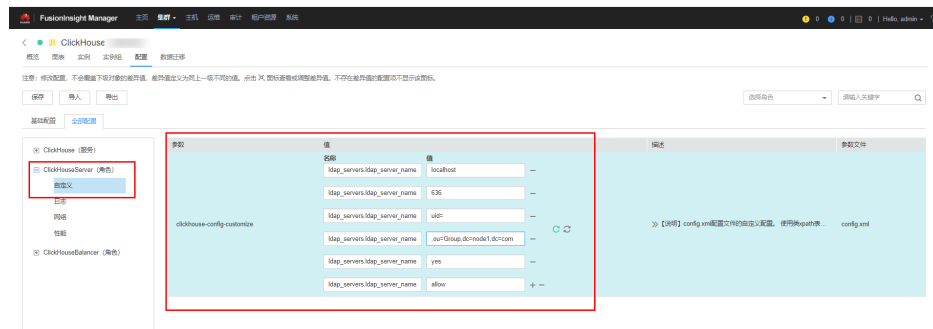 FusionInsight Manager 主页 集群 主机 运维 审计 租户资源 系统 0 0 0 Hello, admin
ClickHouse
概览 图表 实例 实例组 配置 数据迁移
注意：修改配置，不会覆盖下级对象的差异值，差异值定义为同上一级不同的值。点击 图标查看或调整差异值。不存在差异值的配置项不显示该图标。
保存 导入 导出 选择角色 请输入关键字
基础配置 全部配置
参数 值 描述 参数文件
ClickHouse（服务）
ClickHouseServer（角色）
自定义
日志
网络
性能
ClickHouseBalancer（角色）
名称 值
ldap_servers.ldap_server_name localhost
ldap_servers.ldap_server_name 636
ldap_servers.ldap_server_name uid=
clickhouse-config-customize 【说明】config.xml配置文件的自定义配置。 使用类xpath表... config.xml
ldap_servers.ldap_server_name ,ou=Group,dc=node1,dc=com
ldap_servers.ldap_server_name yes
ldap_servers.ldap_server_name allow